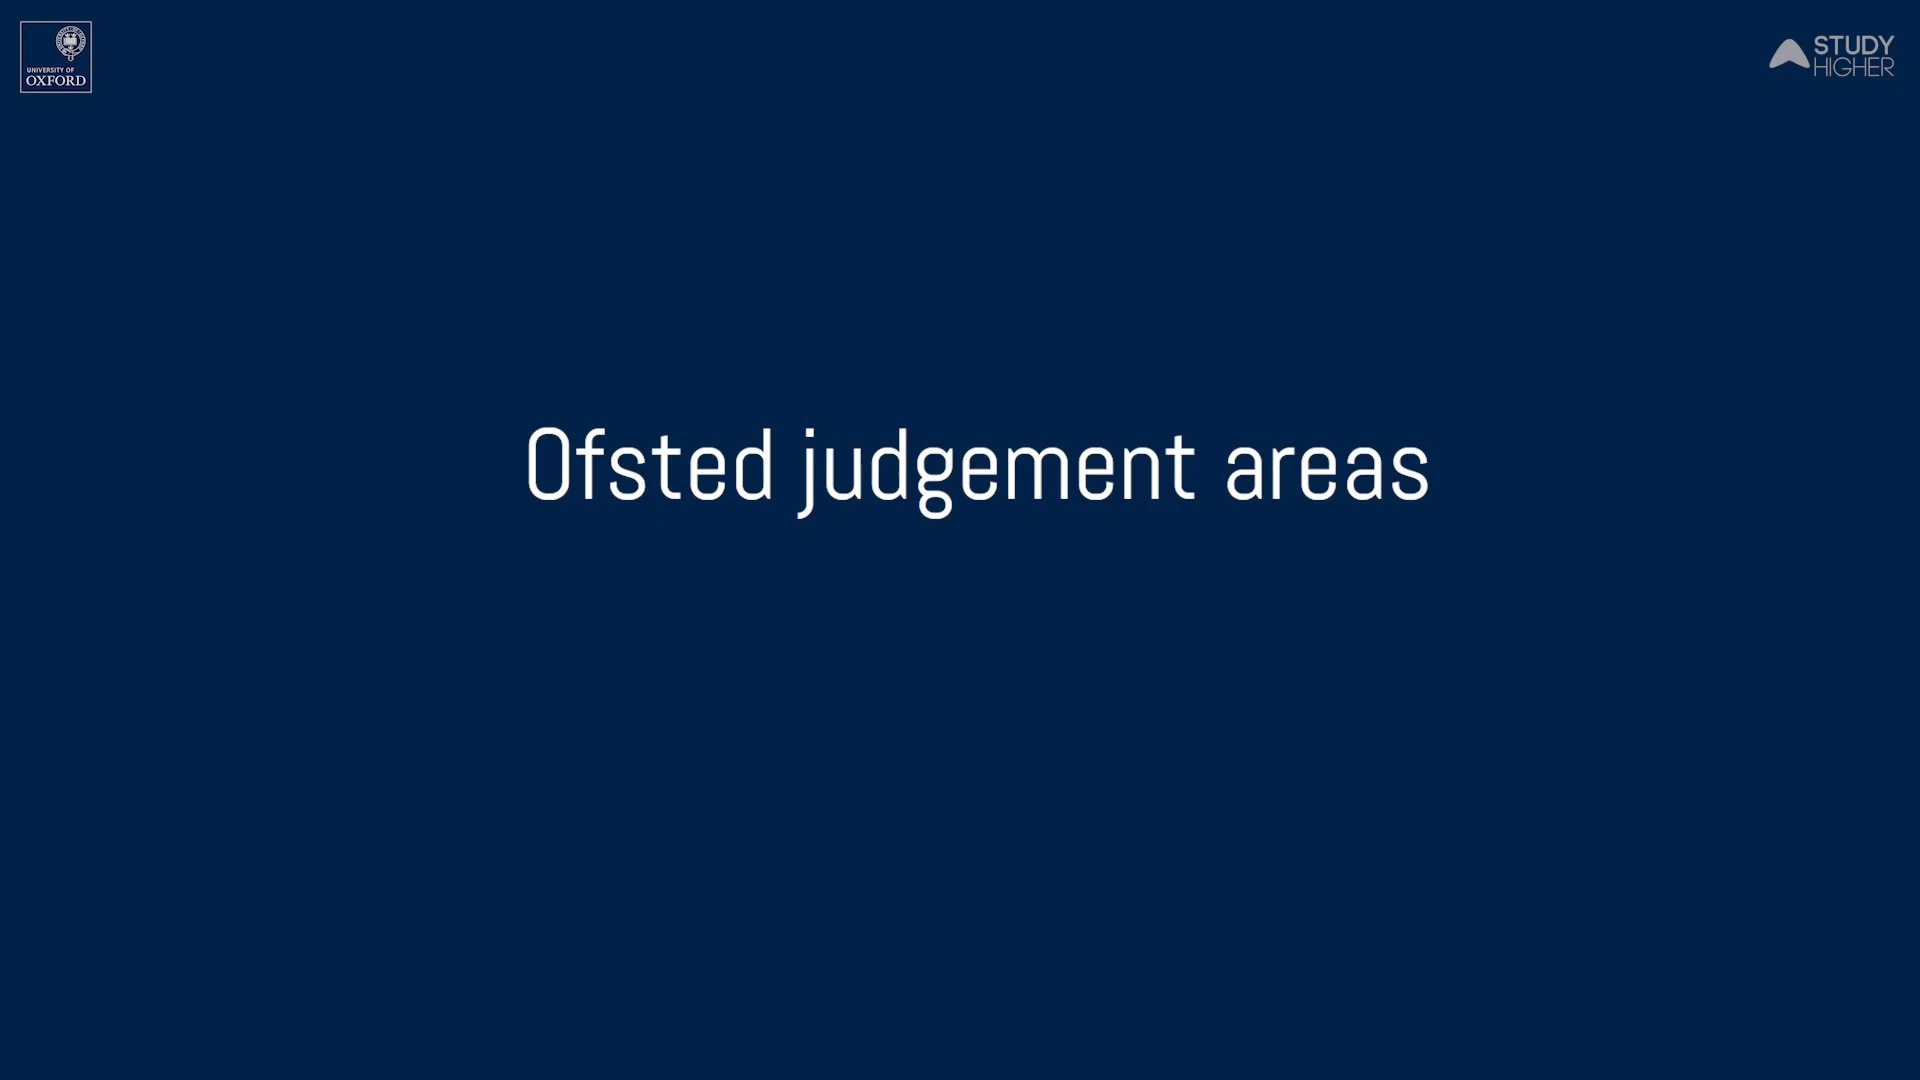 UNIVERSITY OF
OXFORD
STUDY
HIGHER
Ofsted judgement areas